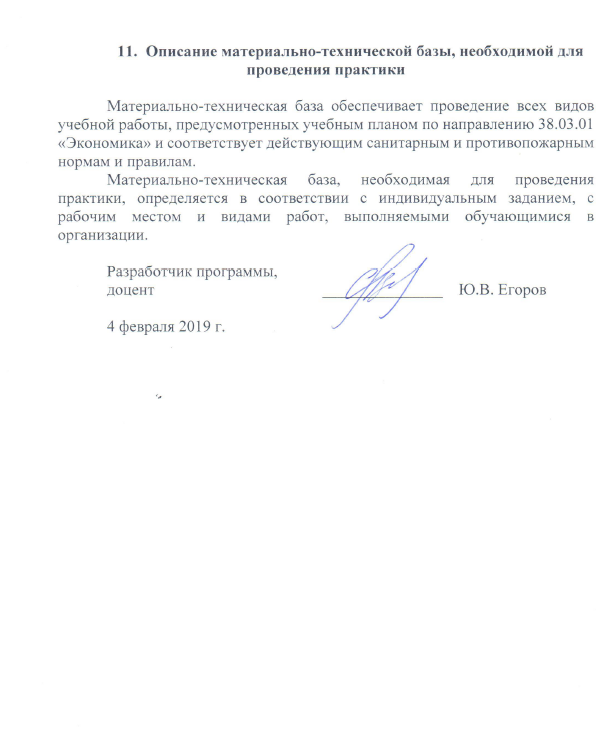 11. Описание материально-технической базы, необходимой для
проведения практики
Материально-техническая база обеспечивает проведение всех видов
учебной работы, предусмотренных учебным планом по направлению 38.03.01
«Экономика» и соответствует действующим санитарным и противопожарным
нормам и правилам.
Материально-техническая база, необходимая для проведения
практики, определяется в соответствии с индивидуальным заданием, с
рабочим местом и видами работ, выполняемыми обучающимися в
организации.
Разработчик программы,
доцент Ю.В. Егоров
4 февраля 2019 г.